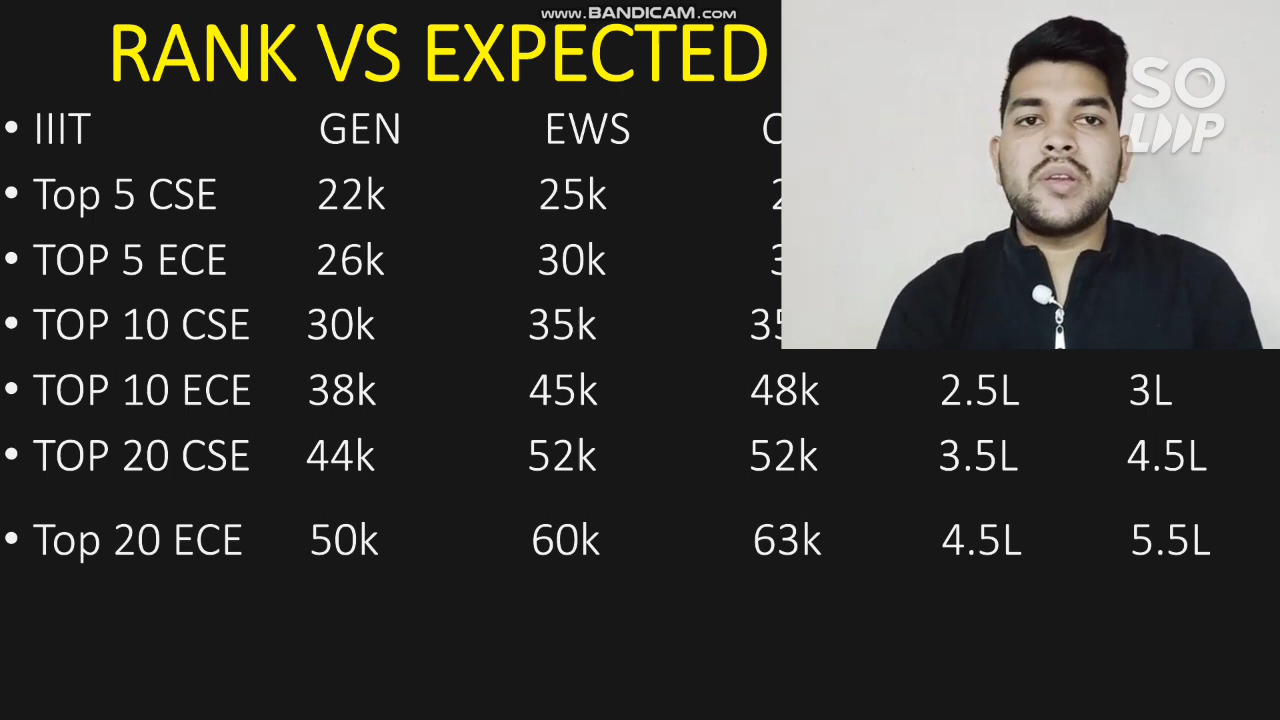 www.BANDICAM.com
RANK VS EXPECTED
SO
LP
• IIIT GEN EWS
• Top 5 CSE 22k 25k
• TOP 5 ECE 26k 30k
• TOP 10 CSE 30k 35k
• TOP 10 ECE 38k 45k 48k 2.5L 3L
• TOP 20 CSE 44k 52k 52k 3.5L 4.5L
• Top 20 ECE 50k 60k 63k 4.5L 5.5L